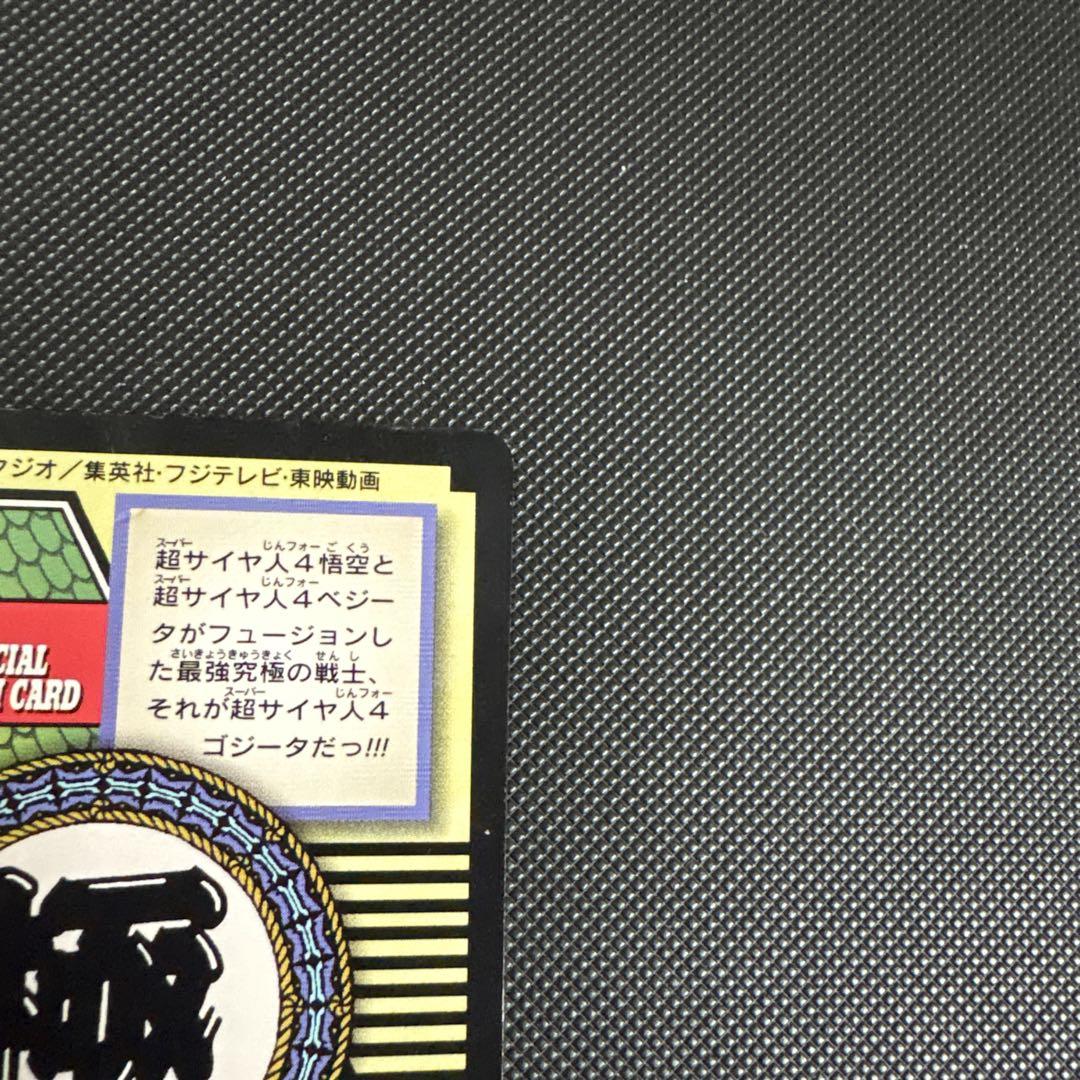 ジオ／集英社・フジテレビ・東映動画
スーパー じんフォー ごくう
超サイヤ人4悟空と
スーパー じんフォー
超サイヤ人4ベジー
タがフュージョンし
さいきょうきゅうきょく せんし
た最強究極の戦士、
スーパー じんフォー
それが超サイヤ人4
ゴジータだっ!!!
CIAL
CARD